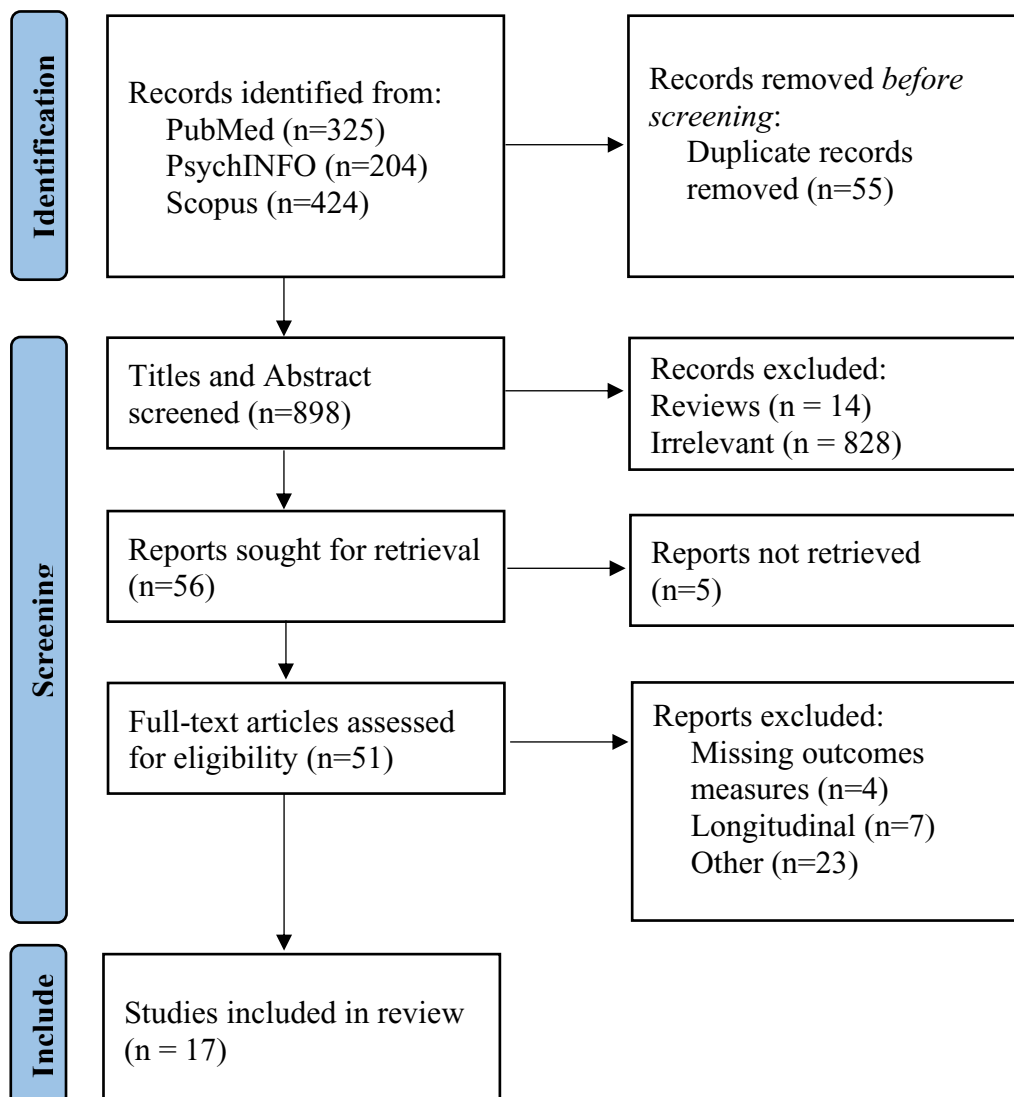 Identification
Records identified from:
PubMed (n=325)
PsychINFO (n=204)
Scopus (n=424)
Records removed before
screening:
Duplicate records
removed (n=55)
Screening
Titles and Abstract
screened (n=898)
Records excluded:
Reviews (n = 14)
Irrelevant (n = 828)
Reports sought for retrieval
(n=56)
Reports not retrieved
(n=5)
Full-text articles assessed
for eligibility (n=51)
Reports excluded:
Missing outcomes
measures (n=4)
Longitudinal (n=7)
Other (n=23)
Include
Studies included in review
(n = 17)